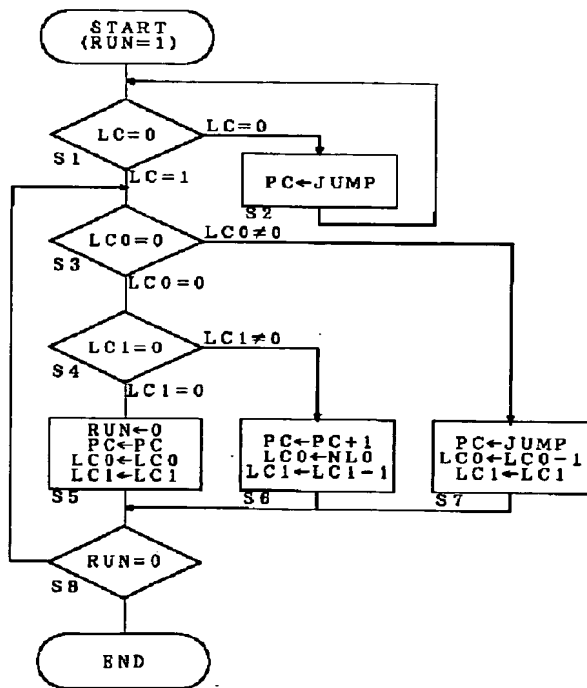 START
(RUN=1)
LC=0
LC=0
S1
LC=1
PC←JUMP
S2
LC0=0
LC0≠0
S3
LC0=0
LC1=0
LC1≠0
S4
LC1=0
RUN←0
PC←PC
LC0←LC0
LC1←LC1
S5
PC←PC+1
LC0←NL0
LC1←LC1-1
S6
PC←JUMP
LC0←LC0-1
LC1←LC1
S7
RUN=0
S8
END